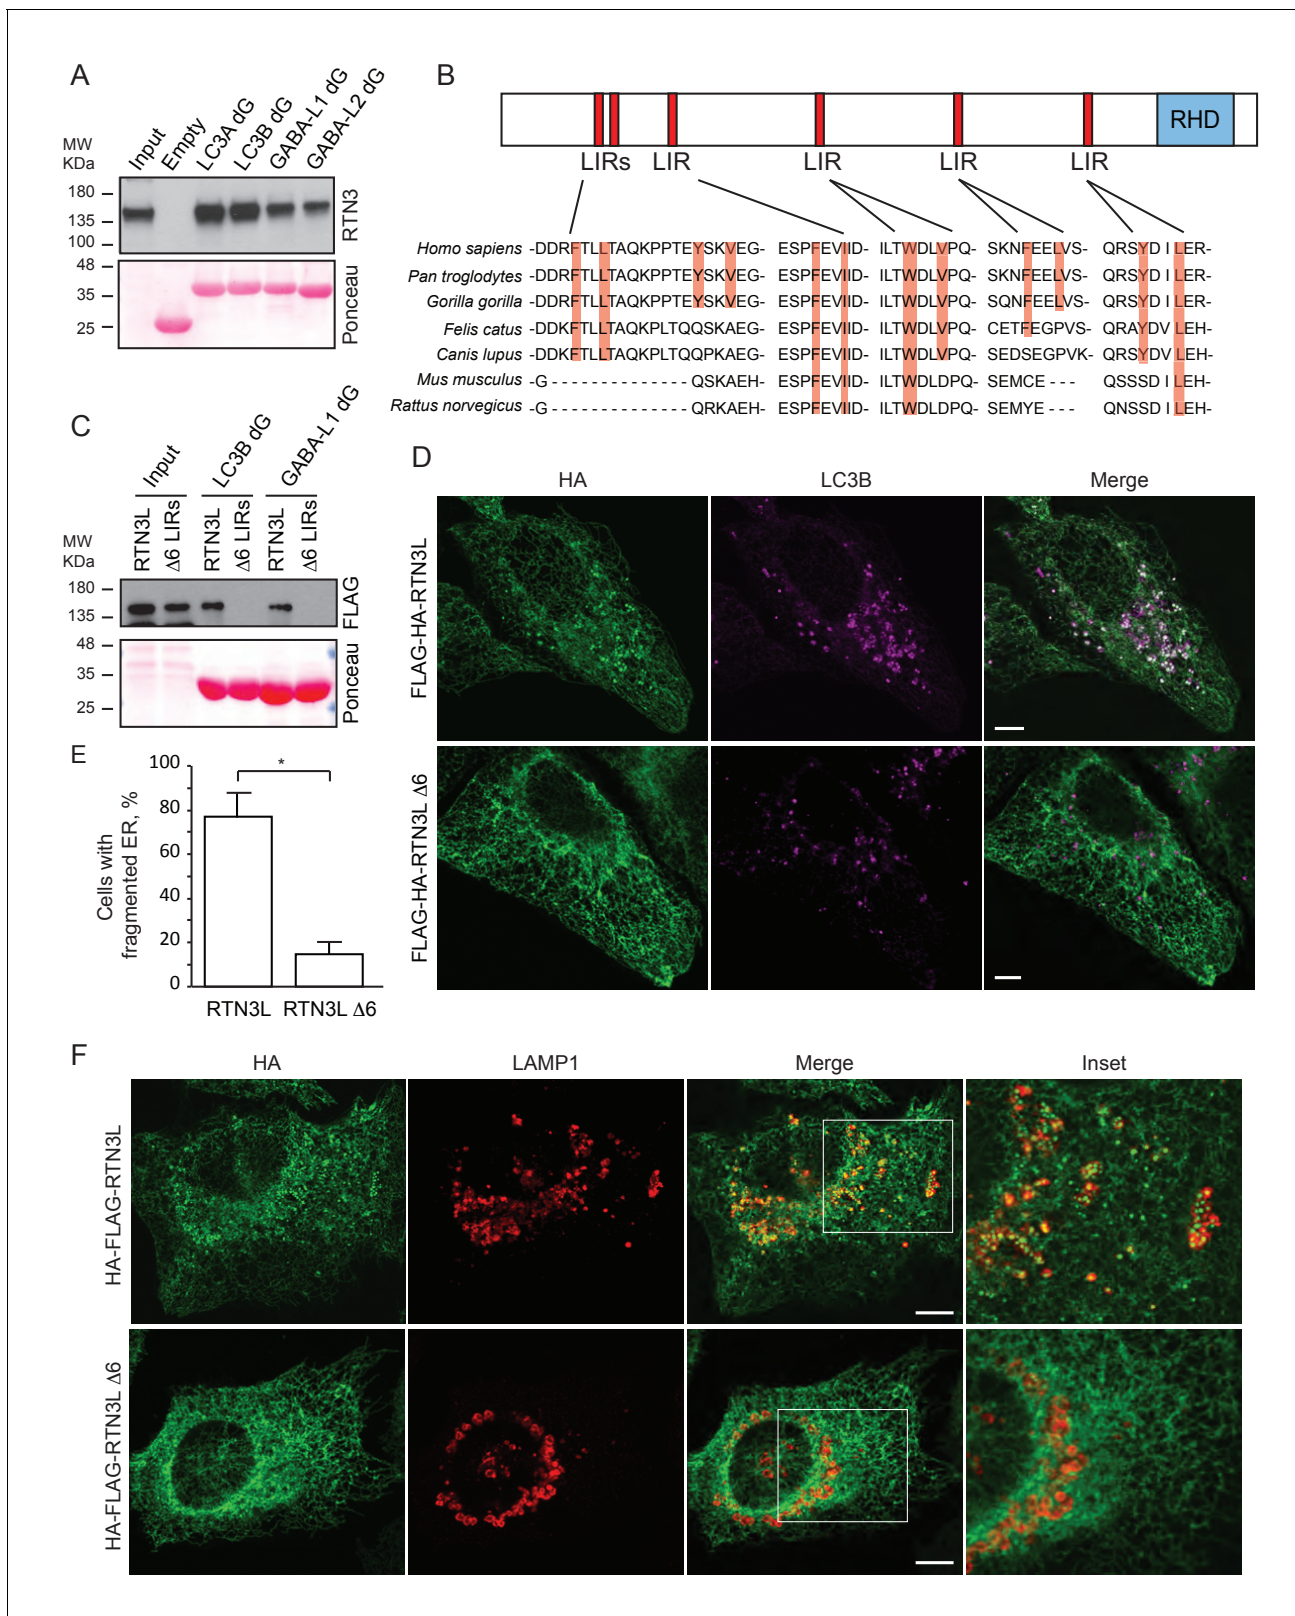 A
MW
KDa
Input
Empty
LC3A dG
LC3B dG
GABA-L1 dG
GABA-L2 dG
180
135
100
48
35
25
RTN3
Ponceau
B
RHD
LIRs LIR LIR LIR LIR
Homo sapiens -DDRFTLLTAQKPPTEYSKVEG- ESPFEVIID- ILTWDLVPQ- SKNFEELVS- QRSYDILER-
Pan troglodytes -DDRFTLLTAQKPPTEYSKVEG- ESPFEVIID- ILTWDLVPQ- SKNFEELVS- QRSYDILER-
Gorilla gorilla -DDRFTLLTAQKPPTEYSKVEG- ESPFEVIID- ILTWDLVPQ- SQNFEELVS- QRSYDILER-
Felis catus -DDKFTLLTAQKPLTQQSKAEG- ESPFEVIID- ILTWDLVPQ- CETFEGPVS- QRAYDVLEH-
Canis lupus -DDKFTLLTAQKPLTQQPKAEG- ESPFEVIID- ILTWDLVPQ- SEDSEGPVK- QRSYDVLEH-
Mus musculus -G--------------QSKAEH- ESPFEVIID- ILTWDLDPQ- SEMCE--- QSSSDILEH-
Rattus norvegicus -G--------------QRKAEH- ESPFEVIID- ILTWDLDPQ- SEMYE--- QNSSDILEH-
C
Input
LC3B dG
GABA-L1 dG
MW
KDa
RTN3L
Δ6 LIRs
RTN3L
Δ6 LIRs
RTN3L
Δ6 LIRs
180
135
48
35
25
FLAG
Ponceau
D
HA LC3B Merge
FLAG-HA-RTN3L
FLAG-HA-RTN3L Δ6
E
Cells with
fragmented ER, %
100
80
60
40
20
0
*
RTN3L RTN3L Δ6
F
HA LAMP1 Merge Inset
HA-FLAG-RTN3L
HA-FLAG-RTN3L Δ6